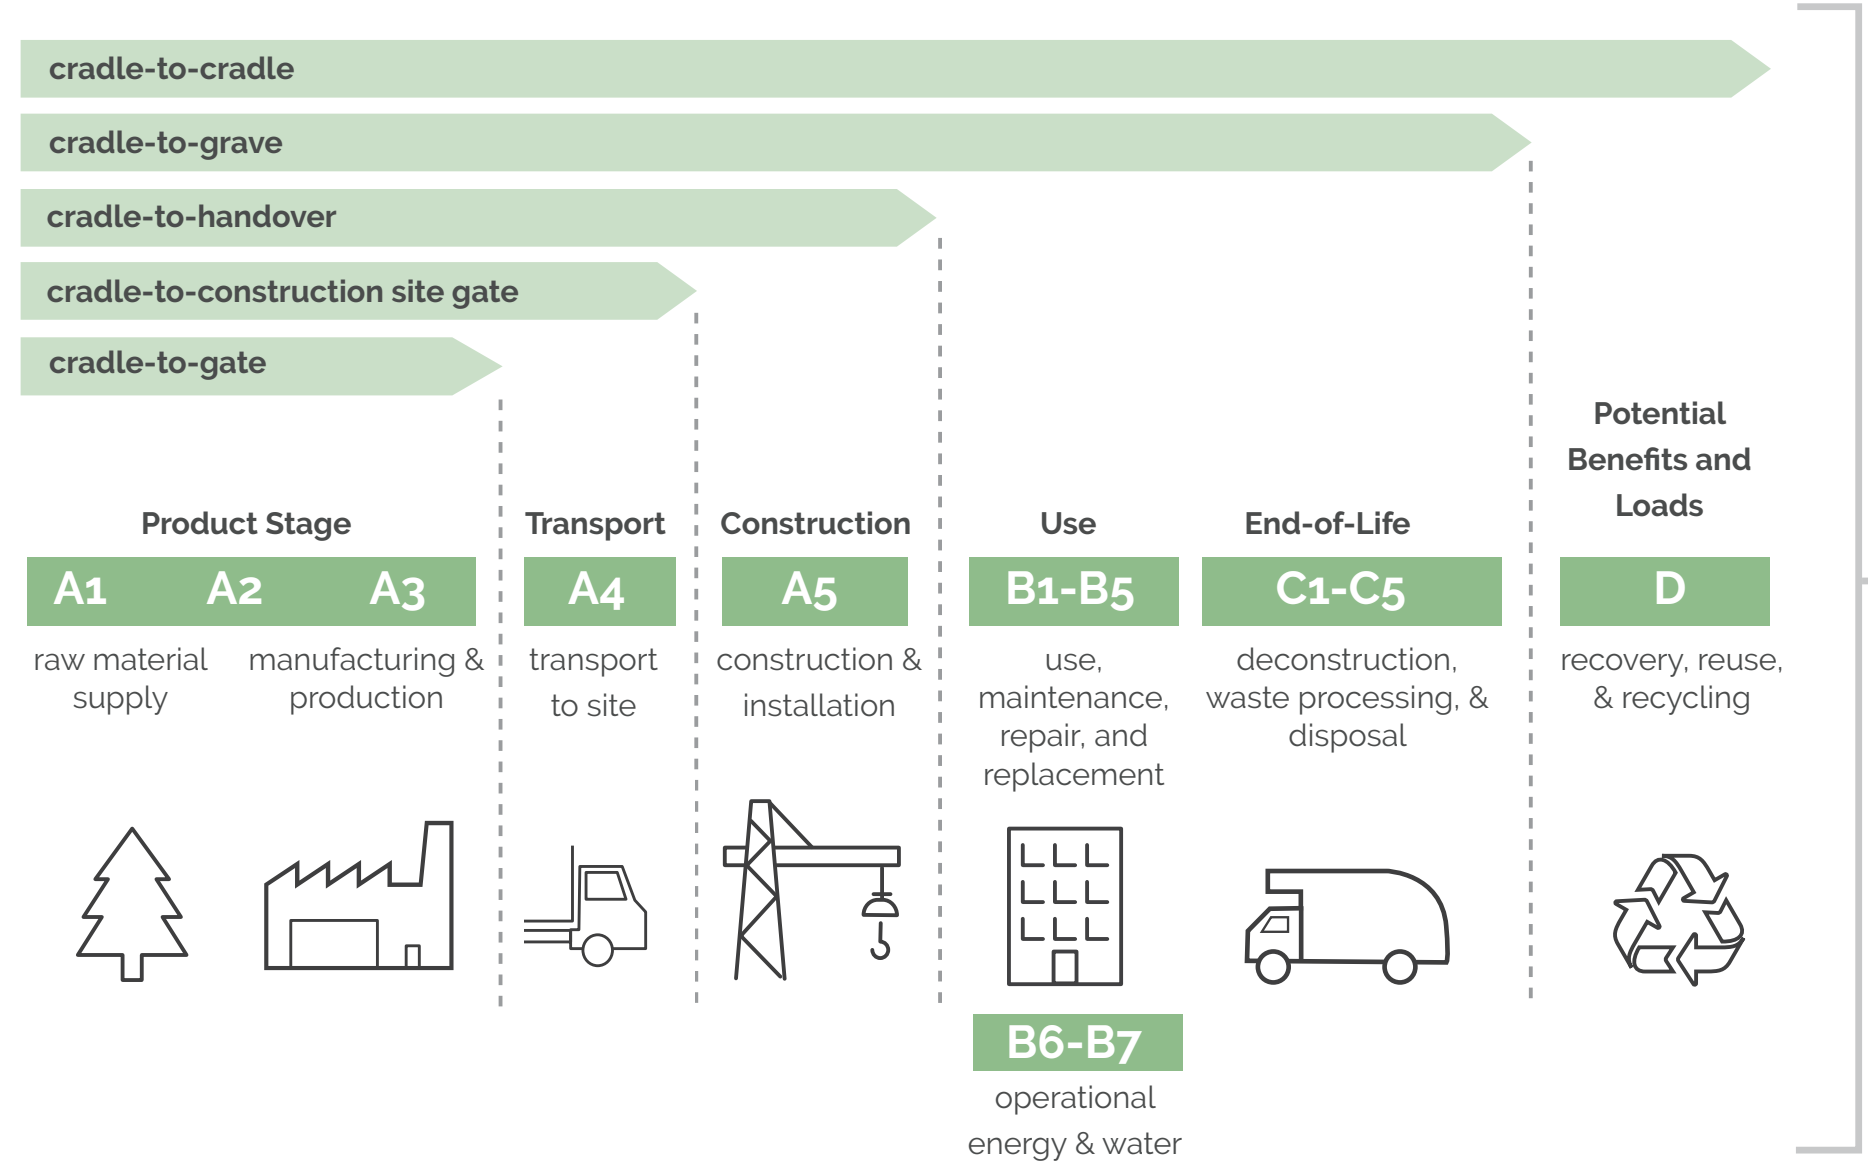 cradle-to-cradle
cradle-to-grave
cradle-to-handover
cradle-to-construction site gate
cradle-to-gate
Product Stage
A1 A2 A3
raw material
supply
manufacturing &
production
Transport
A4
transport
to site
Construction
A5
construction &
installation
Use
B1-B5
use,
maintenance,
repair, and
replacement
B6-B7
operational
energy & water
End-of-Life
C1-C5
deconstruction,
waste processing, &
disposal
Potential
Benefits and
Loads
D
recovery, reuse,
& recycling